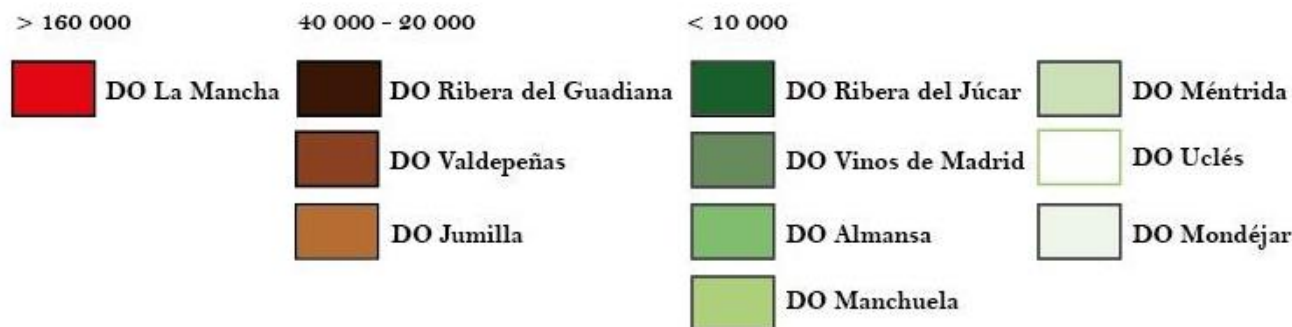 > 160 000
DO La Mancha
40 000 - 20 000
DO Ribera del Guadiana
DO Valdepeñas
DO Jumilla
< 10 000
DO Ribera del Júcar
DO Vinos de Madrid
DO Almansa
DO Manchuela
DO Méntrida
DO Uclés
DO Mondéjar